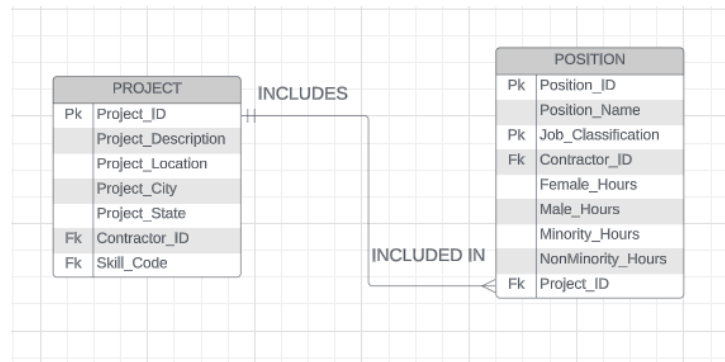 PROJECT
Pk Project_ID
Project_Description
Project_Location
Project_City
Project_State
Fk Contractor_ID
Fk Skill_Code
INCLUDES
INCLUDED IN
POSITION
Pk Position_ID
Position_Name
Pk Job_Classification
Fk Contractor_ID
Female_Hours
Male_Hours
Minority_Hours
NonMinority_Hours
Fk Project_ID